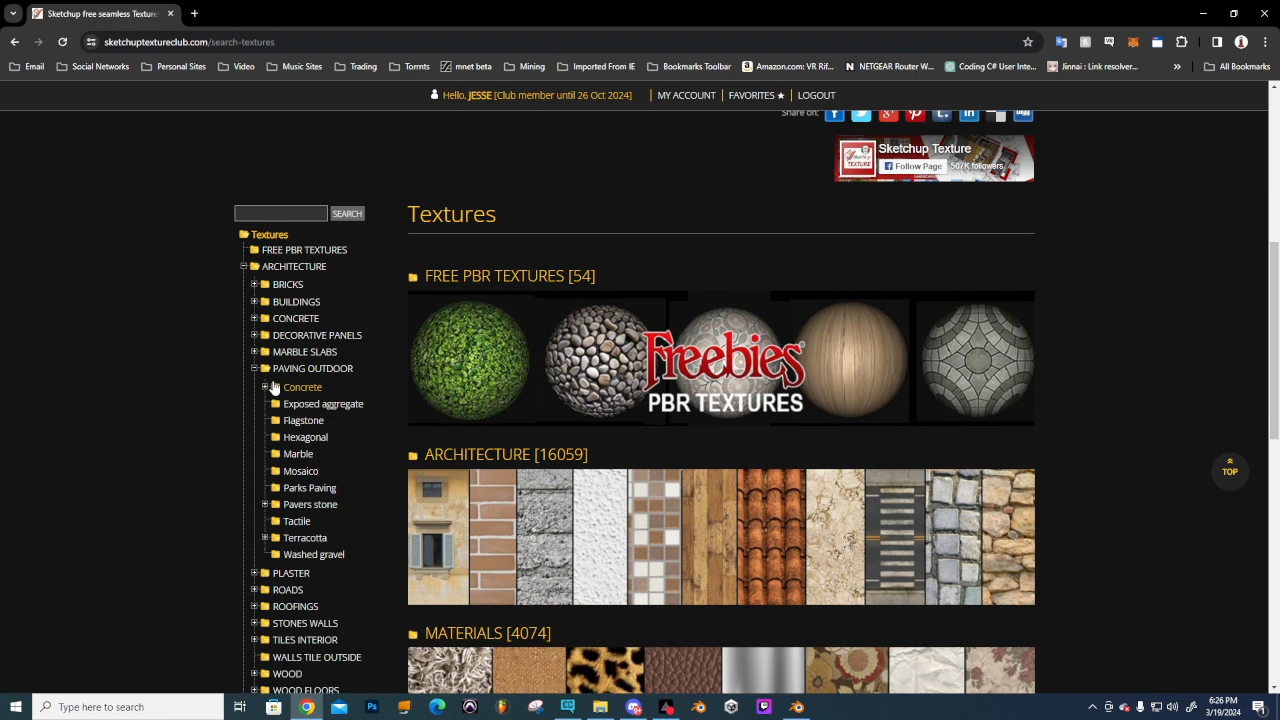 Sketchup free seamless Texture
sketchuptextureclub.com/search-textures
Email
Social Networks
Personal Sites
Video
Music Sites
Trading
Torrnts
mnet beta
Mining
Imported From IE
Bookmarks Toolbar
Amazon.com: VR Rif...
NETGEAR Router W...
Coding C# Use Inte...
Jinnai : Link resolver...
»
All Bookmarks
Hello, JESSE [Club member until 26 Oct 2024]
MY ACCOUNT
FAVORITES ★
LOGOUT
Share on:
Sketchup Texture
Follow Page
507K followers
SEARCH
Textures
FREE PBR TEXTURES
ARCHITECTURE
BRICKS
BUILDINGS
CONCRETE
DECORATIVE PANELS
MARBLE SLABS
PAVING OUTDOOR
Concrete
Exposed aggregate
Flagstone
Hexagonal
Marble
Mosaico
Parks Paving
Pavers stone
Tactile
Terracotta
Washed gravel
PLASTER
ROADS
ROOFINGS
STONES WALLS
TILES INTERIOR
WALLS TILE OUTSIDE
WOOD
WOOD FLOORS
Textures
FREE PBR TEXTURES [54]
Freebies
PBR TEXTURES
ARCHITECTURE [16059]
MATERIALS [4074]
TOP
Type here to search
6:26 PM
3/19/2024